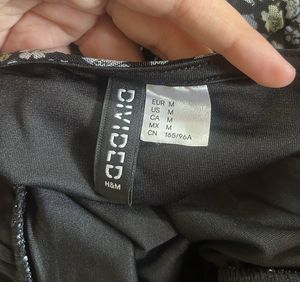 DIVIDED
H&M
EUR M
US M
CA M
MX M
CN 165/96A